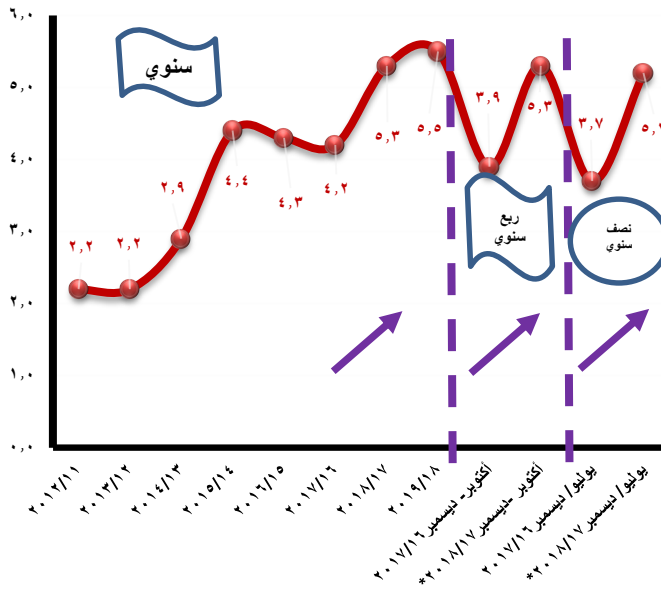 ٦,٠
٥,٠
٤,٠
٣,٠
٢,٠
١,٠
٠,٠
سنوي
٢,٢
٢,٢
٢,٩
٤,٤
٤,٣
٤,٢
٥,٣
٥,٥
٣,٩
٥,٣
٣,٧
ربع
سنوي
نصف
سنوي
٢٠١٢/١١
٢٠١٣/١٢
٢٠١٤/١٣
٢٠١٥/١٤
٢٠١٦/١٥
٢٠١٧/١٦
٢٠١٨/١٧
٢٠١٩/١٨
أكتوبر- ديسمبر ٢٠١٧/١٦
أكتوبر -ديسمبر ٢٠١٨/١٧*
يوليو/ ديسمبر ٢٠١٧/١٦
يوليو/ ديسمبر ٢٠١٨/١٧*